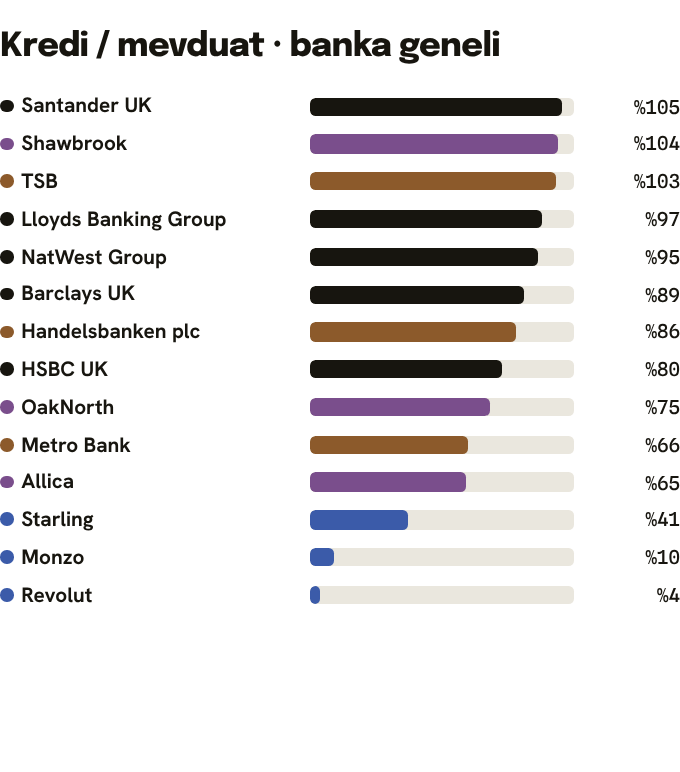 Kredi / mevduat · banka geneli
Santander UK %105
Shawbrook %104
TSB %103
Lloyds Banking Group %97
NatWest Group %95
Barclays UK %89
Handelsbanken plc %86
HSBC UK %80
OakNorth %75
Metro Bank %66
Allica %65
Starling %41
Monzo %10
Revolut %4